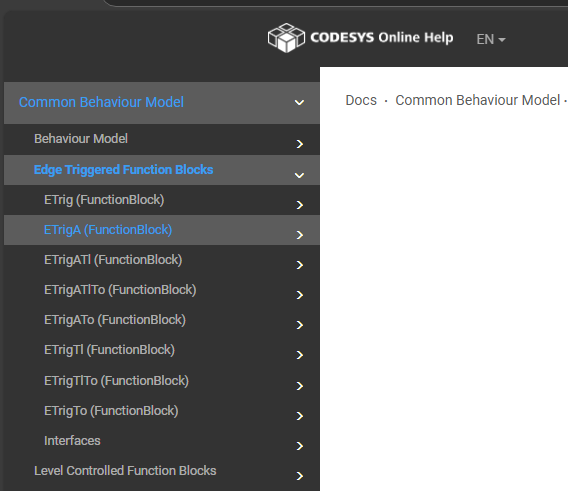 CODESYS Online Help
EN
Common Behaviour Model
Docs · Common Behaviour Model ·
Behaviour Model
Edge Triggered Function Blocks
ETrig (FunctionBlock)
ETrigA (FunctionBlock)
ETrigATl (FunctionBlock)
ETrigATlTo (FunctionBlock)
ETrigATo (FunctionBlock)
ETrigTl (FunctionBlock)
ETrigTlTo (FunctionBlock)
ETrigTo (FunctionBlock)
Interfaces
Level Controlled Function Blocks